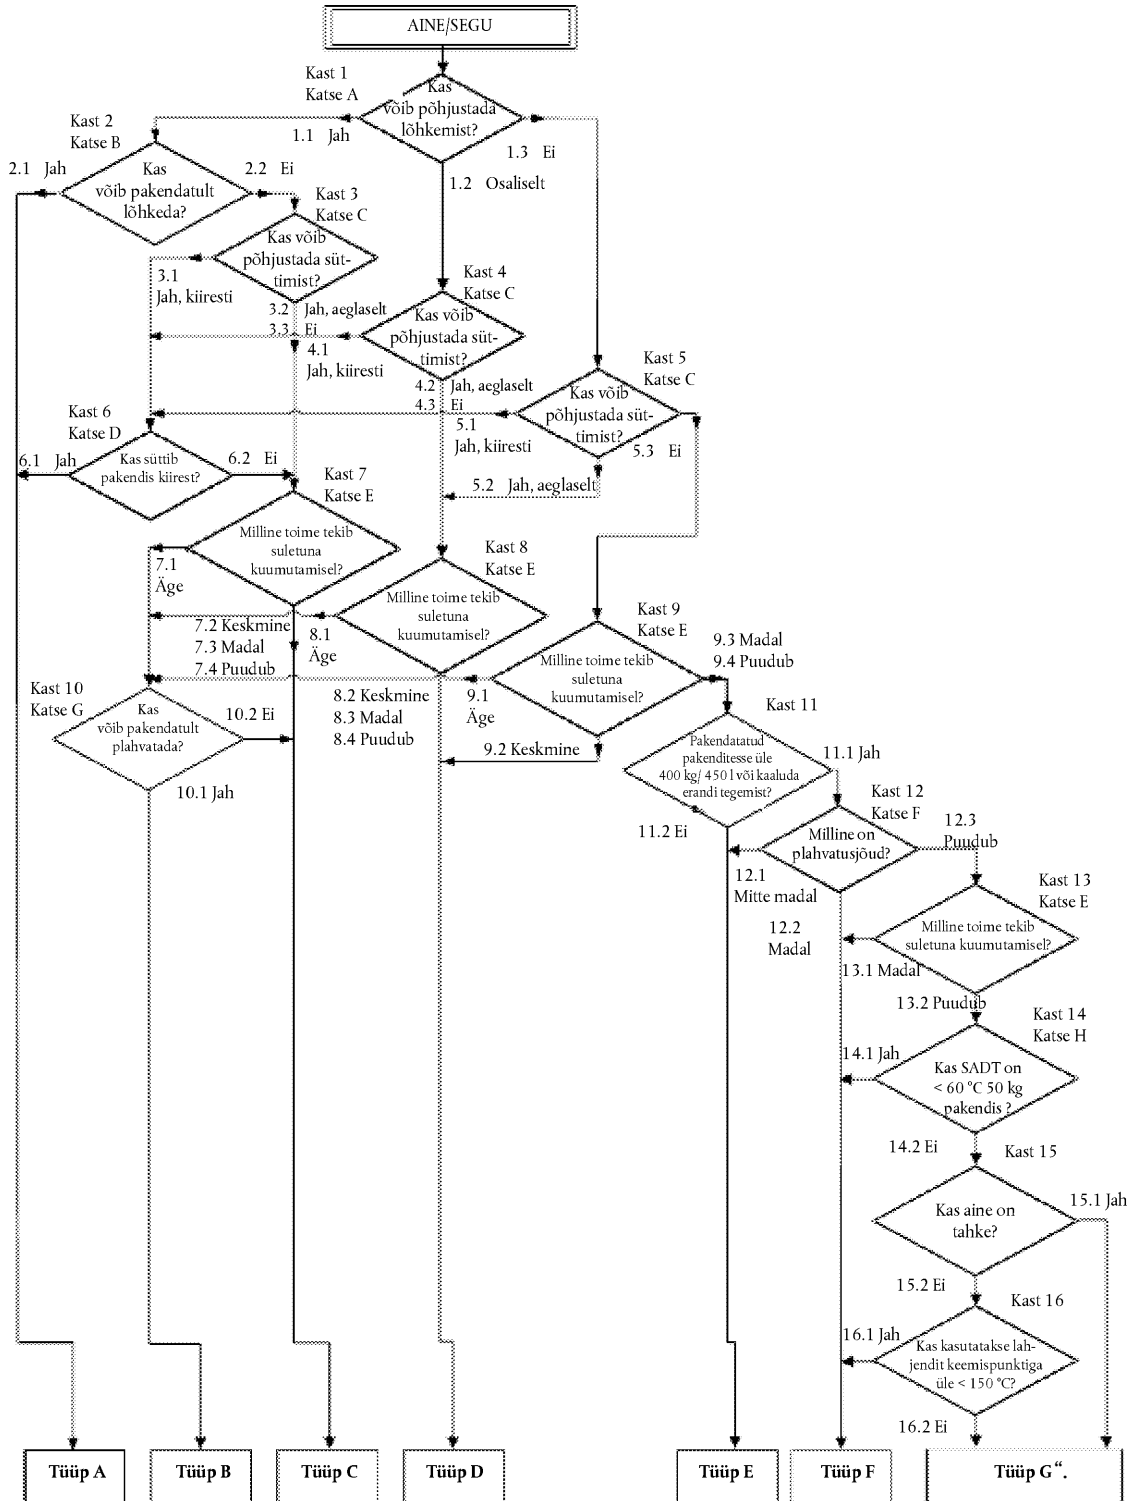 AINE/SEGU
Kast 1
Katse A
Kas
võib põhjustada
lõhkemist?
1.1 Jah
1.2 Osaliselt
1.3 Ei
Kast 2
Katse B
Kas
võib pakendatult
lõhkeda?
2.1 Jah
2.2 Ei
Kast 3
Katse C
Kas võib
põhjustada süt-
timist?
3.1
Jah, kiiresti
3.2 Jah, aeglaselt
3.3 Ei
Kast 4
Katse C
Kas võib
põhjustada süt-
timist?
4.1
Jah, kiiresti
4.2 Jah, aeglaselt
4.3 Ei
Kast 5
Katse C
Kas võib
põhjustada süt-
timist?
5.1
Jah, kiiresti
5.2 Jah, aeglaselt
5.3 Ei
Kast 6
Katse D
Kas süttib
pakendis kiirest?
6.1 Jah
6.2 Ei
Kast 7
Katse E
Milline toime tekib
suletuna
kuumutamisel?
7.1
Äge
7.2 Keskmine
7.3 Madal
7.4 Puudub
Kast 8
Katse E
Milline toime tekib
suletuna
kuumutamisel?
8.1
Äge
8.2 Keskmine
8.3 Madal
8.4 Puudub
Kast 9
Katse E
Milline toime tekib
suletuna
kuumutamisel?
9.1
Äge
9.2 Keskmine
9.3 Madal
9.4 Puudub
Kast 10
Katse G
Kas
võib pakendatult
plahvatada?
10.1 Jah
10.2 Ei
Kast 11
Pakendatatud
pakenditesse üle
400 kg/ 450 l või kaaluda
erandi tegemist?
11.1 Jah
11.2 Ei
Kast 12
Katse F
Milline on
plahvatusjõud?
12.1
Mitte madal
12.2
Madal
12.3
Puudub
Kast 13
Katse E
Milline toime tekib
suletuna kuumutamisel?
13.1 Madal
13.2 Puudub
Kast 14
Katse H
Kas SADT on
< 60 °C 50 kg
pakendis ?
14.1 Jah
14.2 Ei
Kast 15
Kas aine on
tahke?
15.1 Jah
15.2 Ei
Kast 16
Kas kasutatakse lah-
jendit keemispunktiga
üle < 150 °C?
16.1 Jah
16.2 Ei
Tüüp A
Tüüp B
Tüüp C
Tüüp D
Tüüp E
Tüüp F
Tüüp G“.